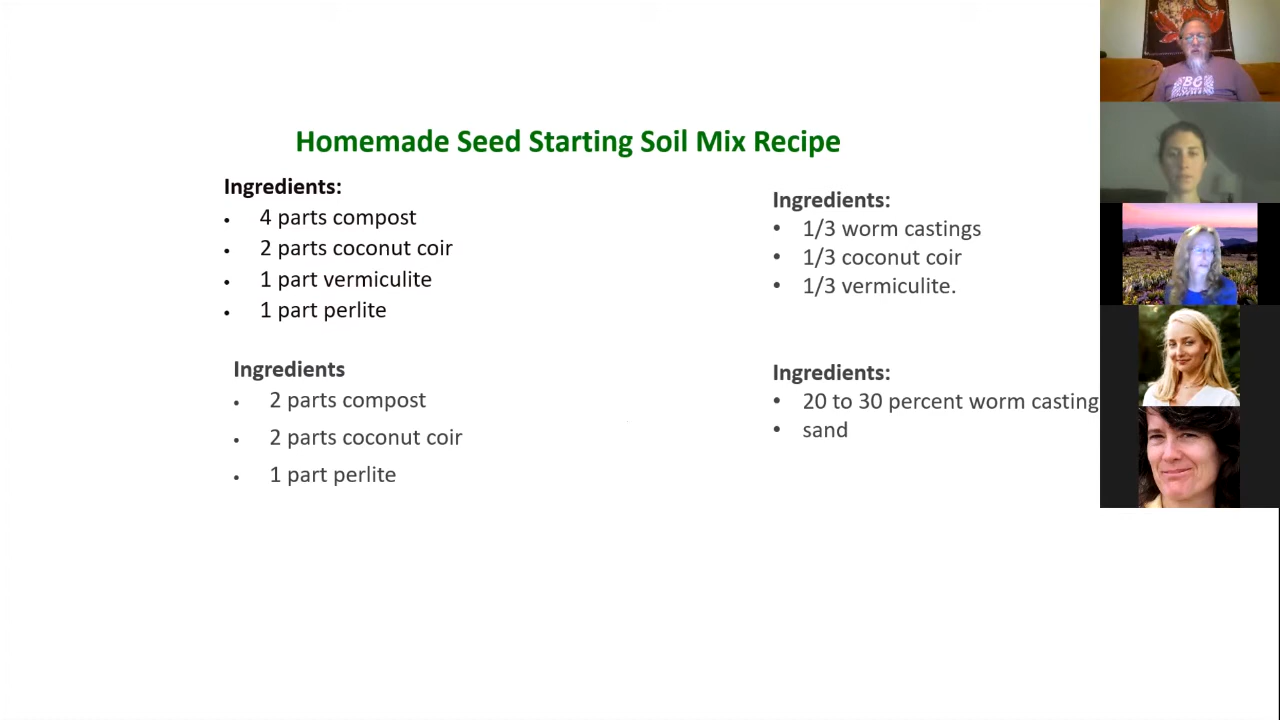 Homemade Seed Starting Soil Mix Recipe
Ingredients:
• 4 parts compost
• 2 parts coconut coir
• 1 part vermiculite
• 1 part perlite
Ingredients
• 2 parts compost
• 2 parts coconut coir
• 1 part perlite
Ingredients:
• 1/3 worm castings
• 1/3 coconut coir
• 1/3 vermiculite.
Ingredients:
• 20 to 30 percent worm casting
• sand
BC